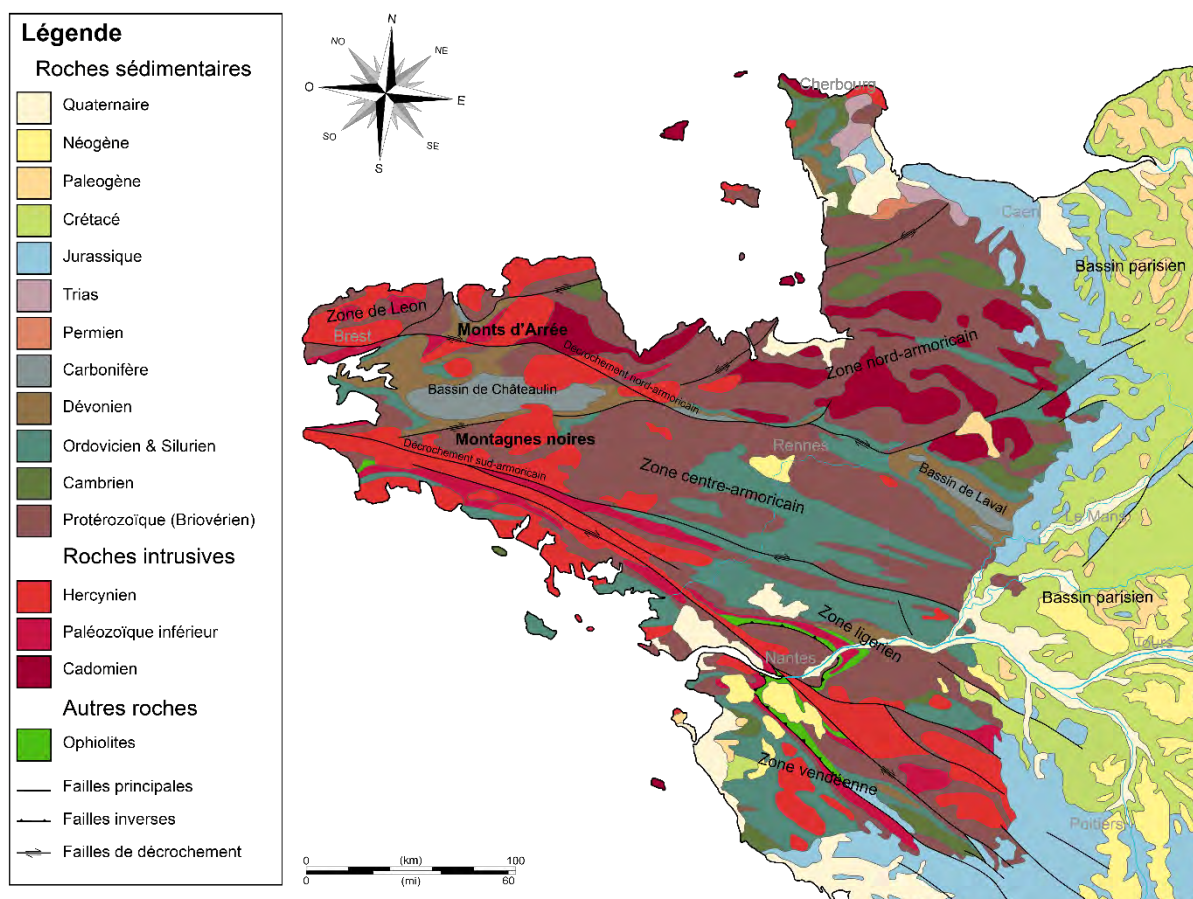 Légende
Roches sédimentaires
Quaternaire
Néogène
Paleogène
Crétacé
Jurassique
Trias
Permien
Carbonifère
Dévonien
Ordovicien & Silurien
Cambrien
Protérozoïque (Briovérien)
Roches intrusives
Hercynien
Paléozoïque inférieur
Cadomien
Autres roches
Ophiolites
Failles principales
Failles inverses
Failles de décrochement
N
NO
NE
O
E
SO
SE
S
Cherbourg
Caen
Bassin parisien
Zone de Leon
Brest
Monts d'Arrée
Décrochement nord-armoricain
Zone nord-armoricain
Bassin de Châteaulin
Montagnes noires
Décrochement sud-armoricain
Rennes
Zone centre-armoricain
Bassin de Laval
Le Mans
Bassin parisien
Zone ligerien
Tours
Nantes
Zone vendéenne
Poitiers
0 (km) 100
0 (mi) 60